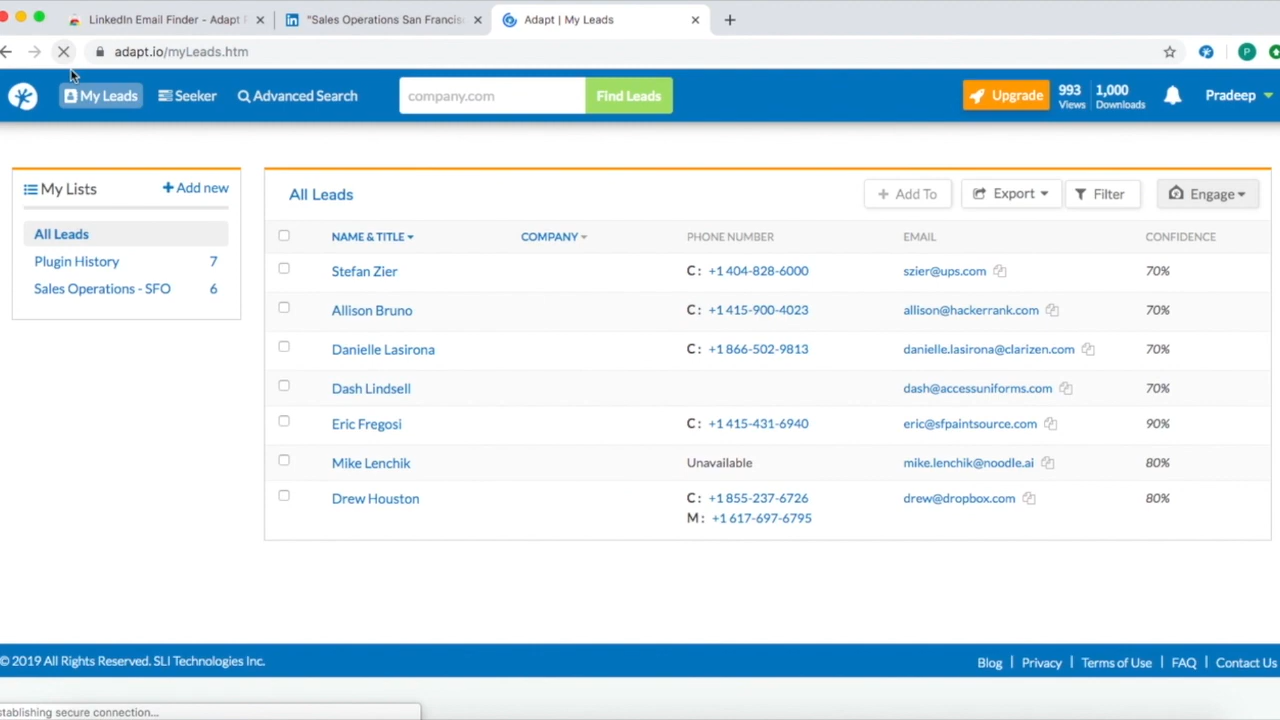 LinkedIn Email Finder - Adapt
"Sales Operations San Francisc
Adapt | My Leads
adapt.io/myLeads.htm
P
My Leads
Seeker
Advanced Search
company.com
Find Leads
Upgrade
993
Views
1,000
Downloads
Pradeep
My Lists
+ Add new
All Leads
Plugin History 7
Sales Operations - SFO 6
All Leads
+ Add To
Export
Filter
Engage
NAME & TITLE COMPANY PHONE NUMBER EMAIL CONFIDENCE
Stefan Zier C: +1 404-828-6000 szier@ups.com 70%
Allison Bruno C: +1 415-900-4023 allison@hackerrank.com 70%
Danielle Lasirona C: +1 866-502-9813 danielle.lasirona@clarizen.com 70%
Dash Lindsell dash@accessuniforms.com 70%
Eric Fregosi C: +1 415-431-6940 eric@sfpaintsource.com 90%
Mike Lenchik Unavailable mike.lenchik@noodle.ai 80%
Drew Houston C: +1 855-237-6726 drew@dropbox.com 80%
M: +1 617-697-6795
© 2019 All Rights Reserved. SLI Technologies Inc.
Blog | Privacy | Terms of Use | FAQ | Contact Us
stablishing secure connection...